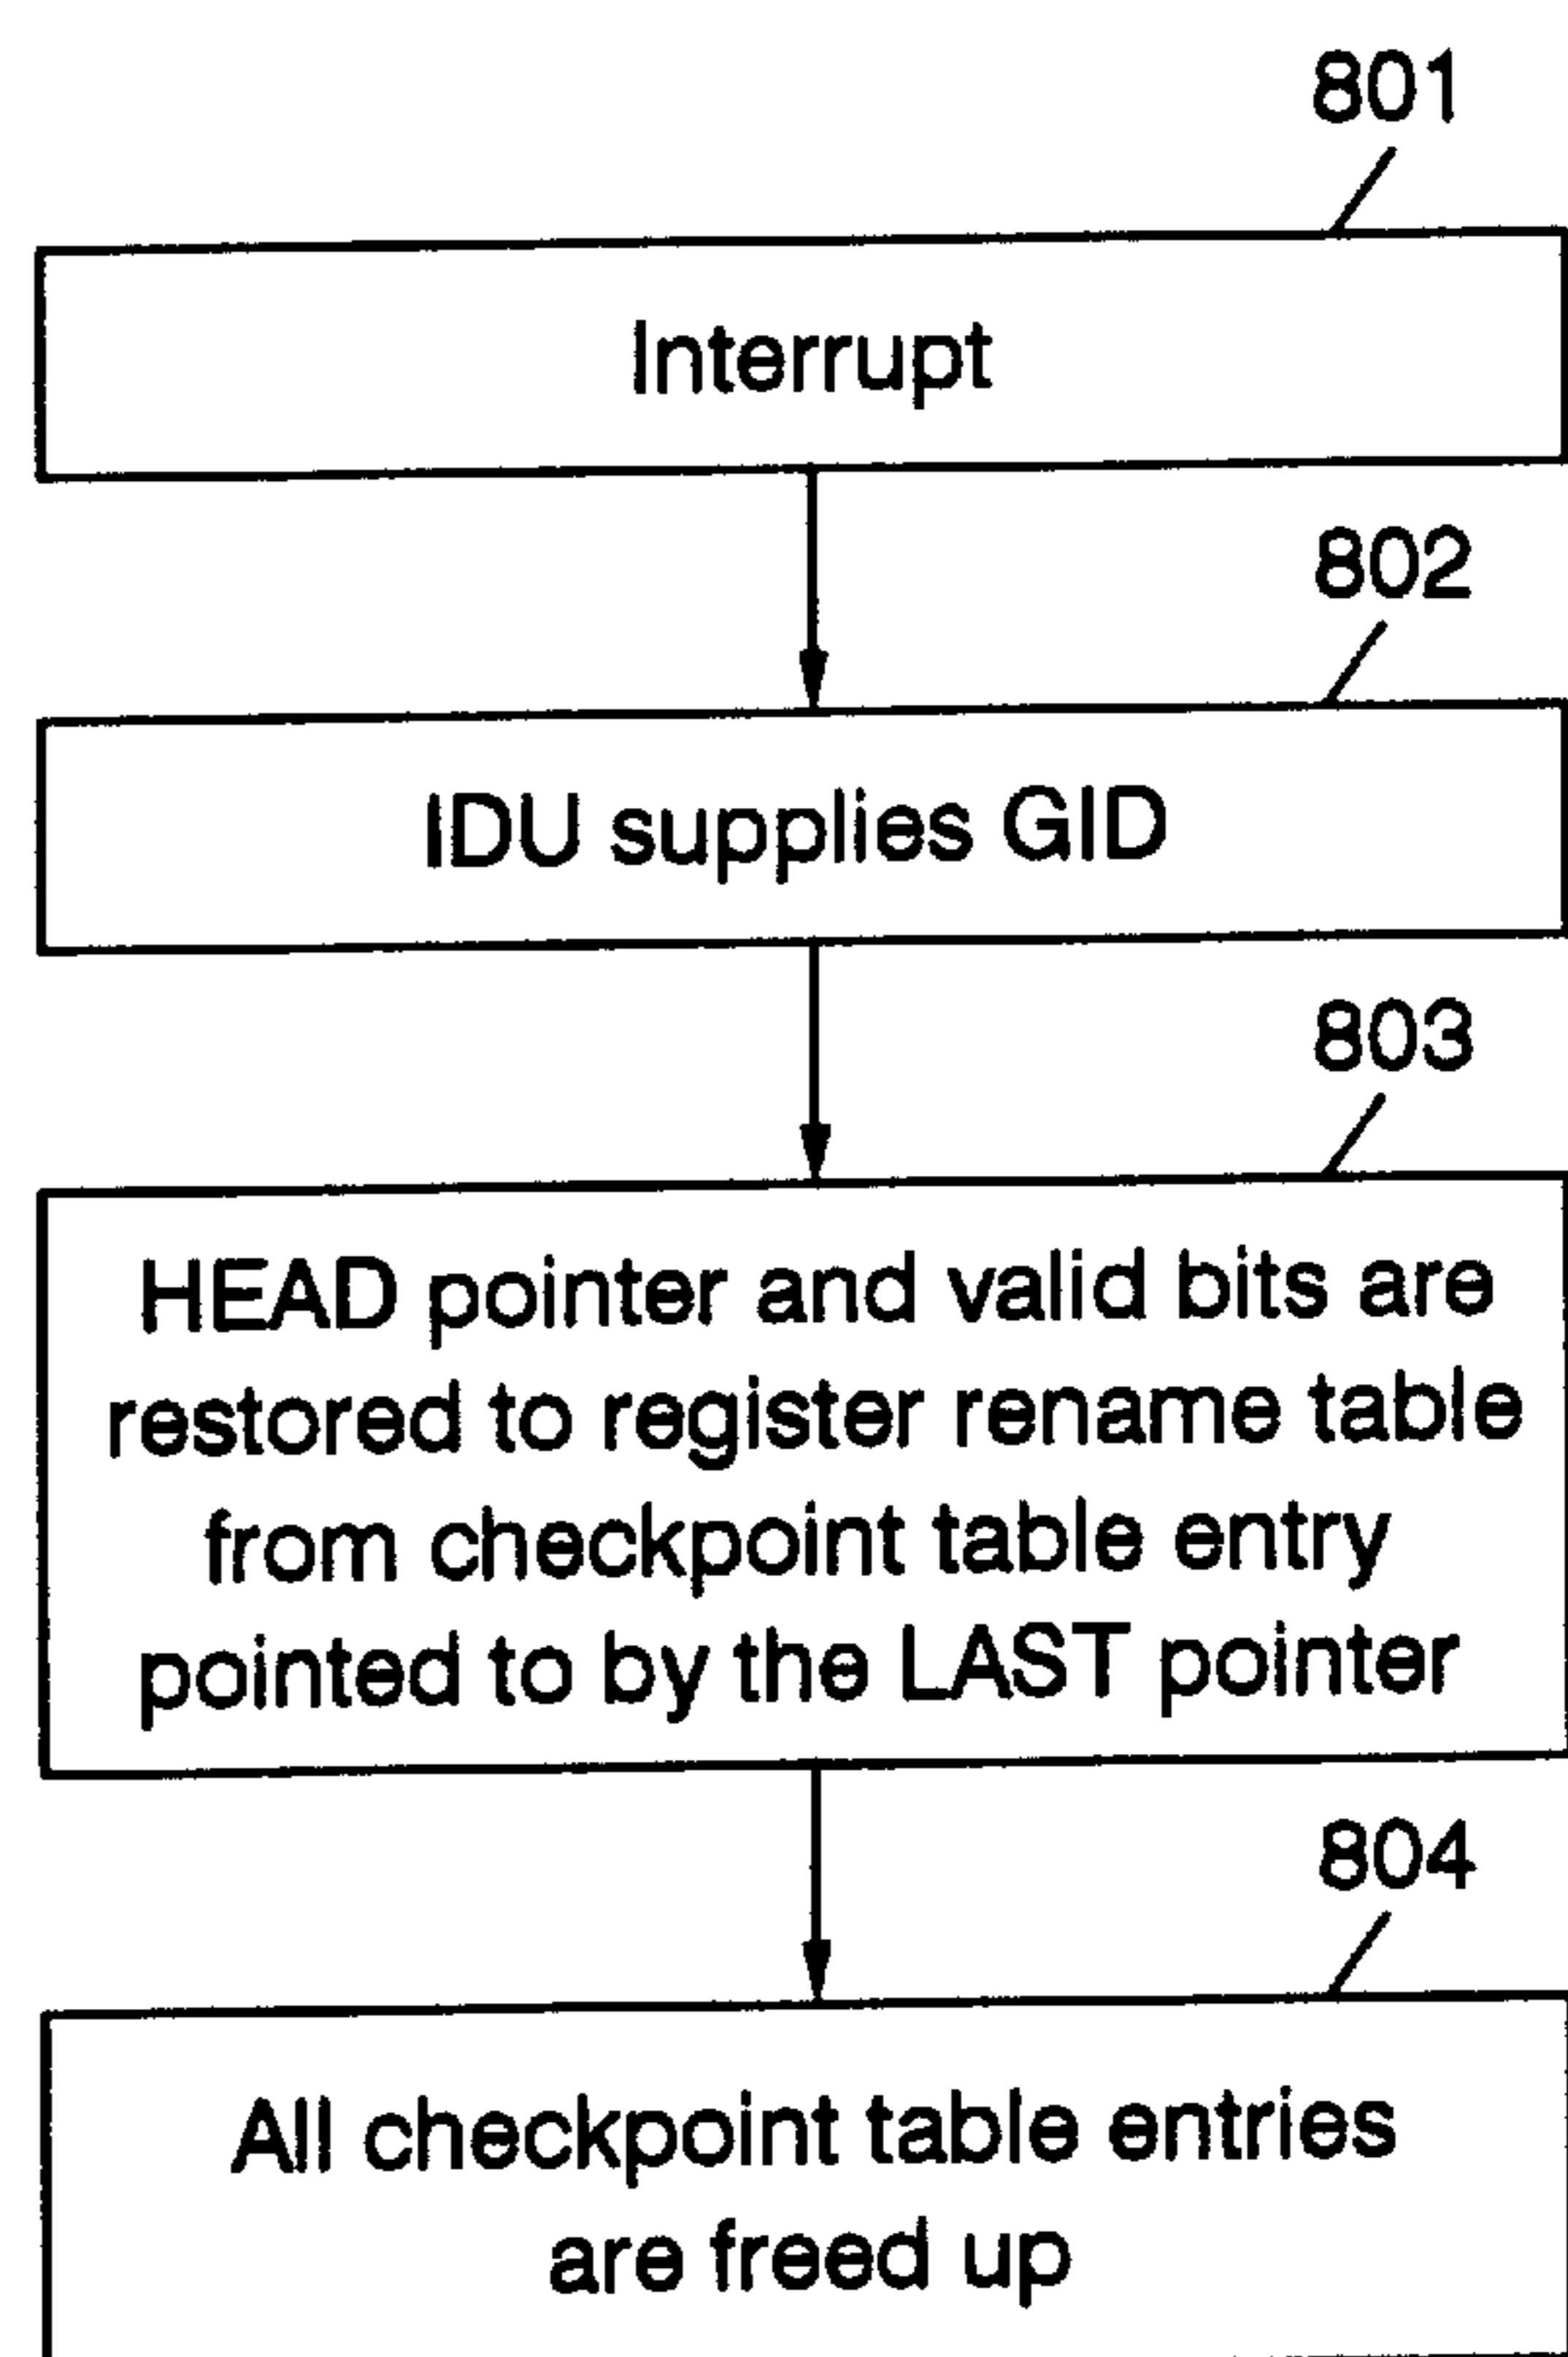 801
Interrupt
802
IDU supplies GID
803
HEAD pointer and valid bits are
restored to register rename table
from checkpoint table entry
pointed to by the LAST pointer
804
All checkpoint table entries
are freed up